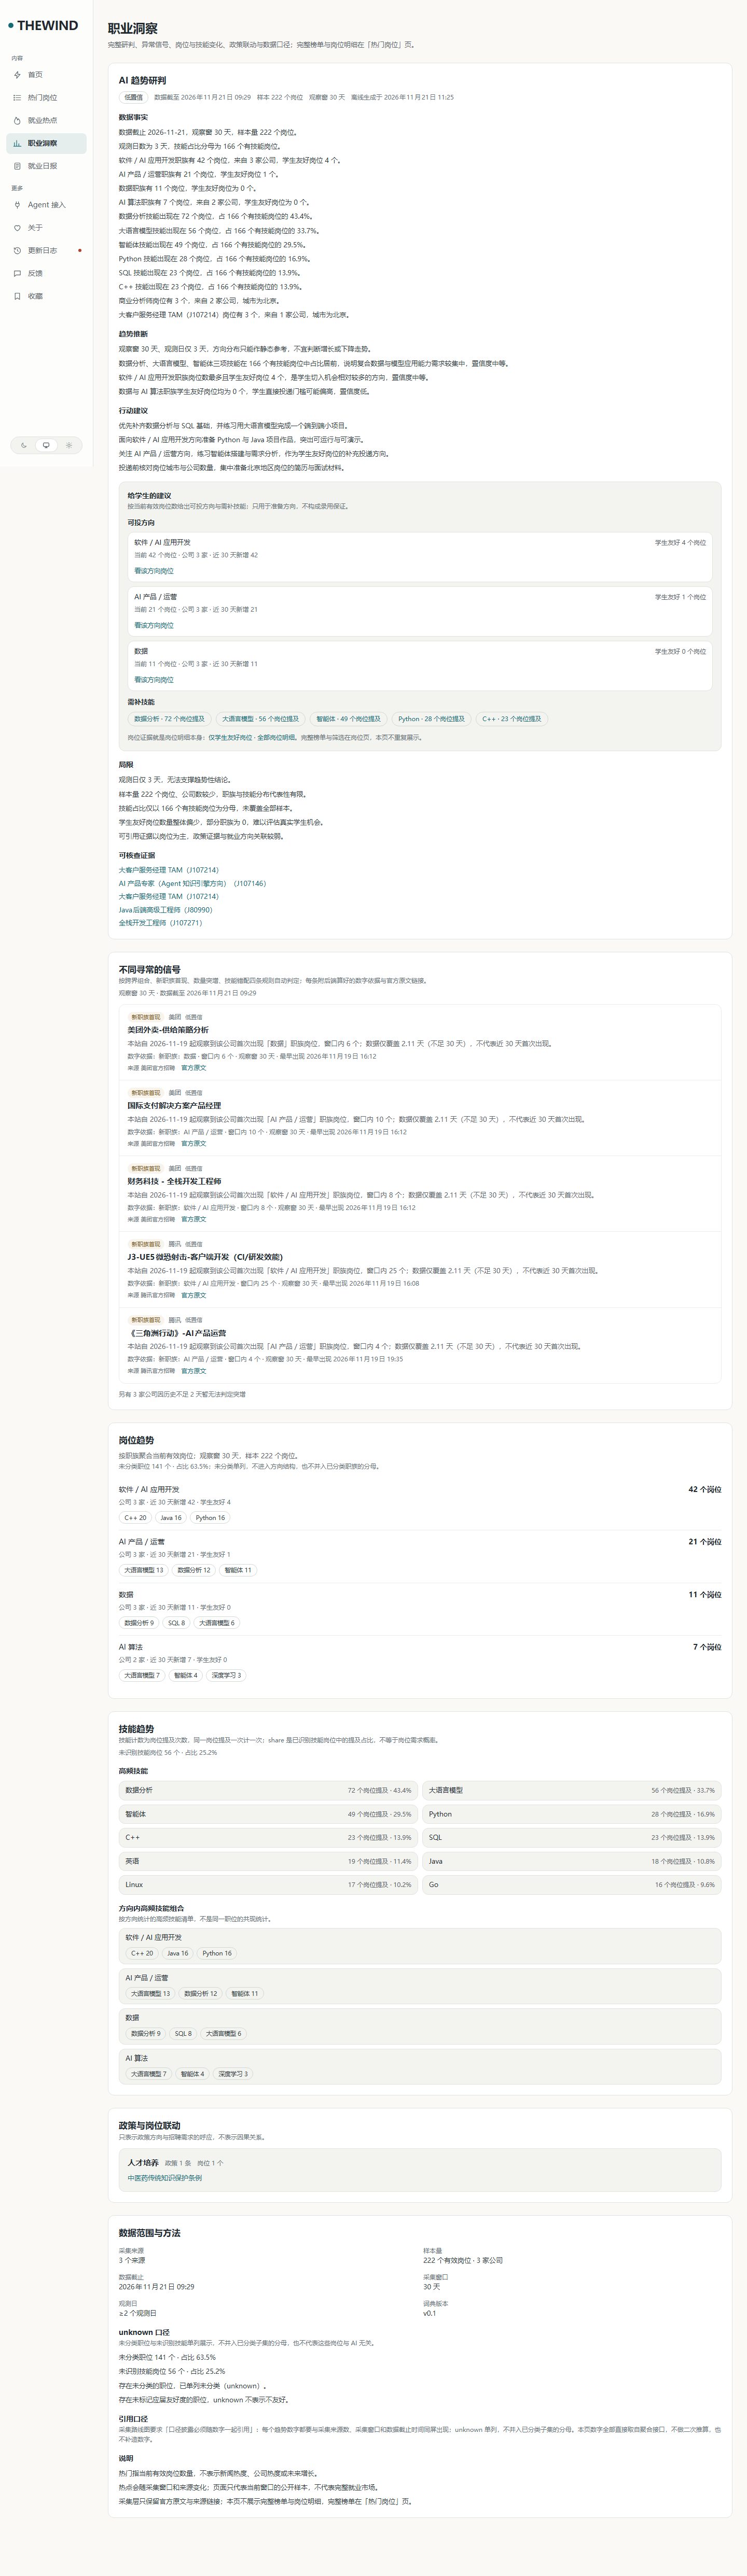 THEWIND
内容
首页
热门岗位
就业热点
职业洞察
就业日报
更多
Agent 接入
关于
更新日志
反馈
收藏
职业洞察
完整研判、异常信号、岗位与技能变化、政策联动与数据口径；完整榜单与岗位明细在「热门岗位」页。
AI 趋势研判
低置信 数据截至 2026年11月21日 09:29 样本 222 个岗位 观察窗 30 天 离线生成于 2026年11月21日 11:25
数据事实
数据截止 2026-11-21，观察窗 30 天，样本量 222 个岗位。
观测日数为 3 天，技能占比分母为 166 个有技能岗位。
软件 / AI 应用开发职族有 42 个岗位，来自 3 家公司，学生友好岗位 4 个。
AI 产品 / 运营职族有 21 个岗位，学生友好岗位 1 个。
数据职族有 11 个岗位，学生友好岗位为 0 个。
AI 算法职族有 7 个岗位，来自 2 家公司，学生友好岗位为 0 个。
数据分析技能出现在 72 个岗位，占 166 个有技能岗位的 43.4%。
大语言模型技能出现在 56 个岗位，占 166 个有技能岗位的 33.7%。
智能体技能出现在 49 个岗位，占 166 个有技能岗位的 29.5%。
Python 技能出现在 28 个岗位，占 166 个有技能岗位的 16.9%。
SQL 技能出现在 23 个岗位，占 166 个有技能岗位的 13.9%。
C++ 技能出现在 23 个岗位，占 166 个有技能岗位的 13.9%。
商业分析师岗位有 3 个，来自 2 家公司，城市为北京。
大客户服务经理 TAM（J107214）岗位有 3 个，来自 1 家公司，城市为北京。
趋势推断
观察窗 30 天、观测日仅 3 天，方向分布只能作静态参考，不宜判断增长或下降走势。
数据分析、大语言模型、智能体三项技能在 166 个有技能岗位中占比居前，说明复合数据与模型应用能力需求较集中，置信度中等。
软件 / AI 应用开发职族岗位数最多且学生友好岗位 4 个，是学生切入机会相对较多的方向，置信度中等。
数据与 AI 算法职族学生友好岗位均为 0 个，学生直接投递门槛可能偏高，置信度低。
行动建议
优先补齐数据分析与 SQL 基础，并练习用大语言模型完成一个端到端小项目。
面向软件 / AI 应用开发方向准备 Python 与 Java 项目作品，突出可运行与可演示。
关注 AI 产品 / 运营方向，练习智能体搭建与需求分析，作为学生友好岗位的补充投递方向。
投递前核对岗位城市与公司数量，集中准备北京地区岗位的简历与面试材料。
给学生的建议
按当前有效岗位数给出可投方向与需补技能；只用于准备方向，不构成录用保证。
可投方向
软件 / AI 应用开发 学生友好 4 个岗位
当前 42 个岗位 · 公司 3 家 · 近 30 天新增 42
看该方向岗位
AI 产品 / 运营 学生友好 1 个岗位
当前 21 个岗位 · 公司 3 家 · 近 30 天新增 21
看该方向岗位
数据 学生友好 0 个岗位
当前 11 个岗位 · 公司 3 家 · 近 30 天新增 11
看该方向岗位
需补技能
数据分析 · 72 个岗位提及 大语言模型 · 56 个岗位提及 智能体 · 49 个岗位提及 Python · 28 个岗位提及 C++ · 23 个岗位提及
岗位证据就是岗位明细本身：仅学生友好岗位 · 全部岗位明细。完整榜单与筛选在岗位页，本页不重复展示。
局限
观测日仅 3 天，无法支撑趋势性结论。
样本量 222 个岗位、公司数较少，职族与技能分布代表性有限。
技能占比仅以 166 个有技能岗位为分母，未覆盖全部样本。
学生友好岗位数量整体偏少，部分职族为 0，难以评估真实学生机会。
可引用证据以岗位为主，政策证据与就业方向关联较弱。
可核查证据
大客户服务经理 TAM（J107214）
AI 产品专家（Agent 知识引擎方向）（J107146）
大客户服务经理 TAM（J107214）
Java后端高级工程师（J80990）
全栈开发工程师（J107271）
不同寻常的信号
按跨界组合、新职族首现、数量突增、技能错配四条规则自动判定；每条附后端算好的数字依据与官方原文链接。
观察窗 30 天 · 数据截至 2026年11月21日 09:29
新职族首现 美团 低置信
美团外卖-供给策略分析
本站自 2026-11-19 起观察到该公司首次出现「数据」职族岗位，窗口内 6 个；数据仅覆盖 2.11 天（不足 30 天），不代表近 30 天首次出现。
数字依据：新职族：数据 · 窗口内 6 个 · 观察窗 30 天 · 最早出现 2026年11月19日 16:12
来源 美团官方招聘 官方原文
新职族首现 美团 低置信
国际支付解决方案产品经理
本站自 2026-11-19 起观察到该公司首次出现「AI 产品 / 运营」职族岗位，窗口内 10 个；数据仅覆盖 2.11 天（不足 30 天），不代表近 30 天首次出现。
数字依据：新职族：AI 产品 / 运营 · 窗口内 10 个 · 观察窗 30 天 · 最早出现 2026年11月19日 16:12
来源 美团官方招聘 官方原文
新职族首现 美团 低置信
财务科技 - 全栈开发工程师
本站自 2026-11-19 起观察到该公司首次出现「软件 / AI 应用开发」职族岗位，窗口内 8 个；数据仅覆盖 2.11 天（不足 30 天），不代表近 30 天首次出现。
数字依据：新职族：软件 / AI 应用开发 · 窗口内 8 个 · 观察窗 30 天 · 最早出现 2026年11月19日 16:12
来源 美团官方招聘 官方原文
新职族首现 腾讯 低置信
J3-UE5微恐射击-客户端开发（CI/研发效能）
本站自 2026-11-19 起观察到该公司首次出现「软件 / AI 应用开发」职族岗位，窗口内 25 个；数据仅覆盖 2.11 天（不足 30 天），不代表近 30 天首次出现。
数字依据：新职族：软件 / AI 应用开发 · 窗口内 25 个 · 观察窗 30 天 · 最早出现 2026年11月19日 16:08
来源 腾讯官方招聘 官方原文
新职族首现 腾讯 低置信
《三角洲行动》-AI产品运营
本站自 2026-11-19 起观察到该公司首次出现「AI 产品 / 运营」职族岗位，窗口内 4 个；数据仅覆盖 2.11 天（不足 30 天），不代表近 30 天首次出现。
数字依据：新职族：AI 产品 / 运营 · 窗口内 4 个 · 观察窗 30 天 · 最早出现 2026年11月19日 19:35
来源 腾讯官方招聘 官方原文
另有 3 家公司因历史不足 2 天暂无法判定突增
岗位趋势
按职族聚合当前有效岗位；观察窗 30 天，样本 222 个岗位。
未分类职位 141 个 · 占比 63.5%；未分类单列，不进入方向结构，也不并入已分类职族的分母。
软件 / AI 应用开发 42 个岗位
公司 3 家 · 近 30 天新增 42 · 学生友好 4
C++ 20 Java 16 Python 16
AI 产品 / 运营 21 个岗位
公司 3 家 · 近 30 天新增 21 · 学生友好 1
大语言模型 13 数据分析 12 智能体 11
数据 11 个岗位
公司 3 家 · 近 30 天新增 11 · 学生友好 0
数据分析 9 SQL 8 大语言模型 6
AI 算法 7 个岗位
公司 2 家 · 近 30 天新增 7 · 学生友好 0
大语言模型 7 智能体 4 深度学习 3
技能趋势
技能计数为岗位提及次数，同一岗位提及一次计一次；share 是已识别技能岗位中的提及占比，不等于岗位需求概率。
未识别技能岗位 56 个 · 占比 25.2%
高频技能
数据分析 72 个岗位提及 · 43.4% 大语言模型 56 个岗位提及 · 33.7%
智能体 49 个岗位提及 · 29.5% Python 28 个岗位提及 · 16.9%
C++ 23 个岗位提及 · 13.9% SQL 23 个岗位提及 · 13.9%
英语 19 个岗位提及 · 11.4% Java 18 个岗位提及 · 10.8%
Linux 17 个岗位提及 · 10.2% Go 16 个岗位提及 · 9.6%
方向内高频技能组合
按方向统计的高频技能清单，不是同一职位的共现统计。
软件 / AI 应用开发
C++ 20 Java 16 Python 16
AI 产品 / 运营
大语言模型 13 数据分析 12 智能体 11
数据
数据分析 9 SQL 8 大语言模型 6
AI 算法
大语言模型 7 智能体 4 深度学习 3
政策与岗位联动
只表示政策方向与招聘需求的呼应，不表示因果关系。
人才培养 政策 1 条 岗位 1 个
中医药传统知识保护条例
数据范围与方法
采集来源 样本量
3 个来源 222 个有效岗位 · 3 家公司
数据截止 采集窗口
2026年11月21日 09:29 30 天
观测日 词典版本
≥2 个观测日 v0.1
unknown 口径
未分类职位与未识别技能单列展示，不并入已分类子集的分母，也不代表这些岗位与 AI 无关。
未分类职位 141 个 · 占比 63.5%
未识别技能岗位 56 个 · 占比 25.2%
存在未分类的职位，已单列未分类（unknown）。
存在未标记应届友好度的职位，unknown 不表示不友好。
引用口径
采集路线图要求「口径披露必须随数字一起引用」：每个趋势数字都要与采集来源数、采集窗口和数据截止时间同屏出现；unknown 单列，不并入已分类子集的分母。本页数字全部直接取自聚合接口，不做二次推算，也
不补造数字。
说明
热门指当前有效岗位数量，不表示新闻热度、公司热度或未来增长。
热点会随采集窗口和来源变化；页面只代表当前窗口的公开样本，不代表完整就业市场。
采集层只保留官方原文与来源链接；本页不展示完整榜单与岗位明细，完整榜单在「热门岗位」页。